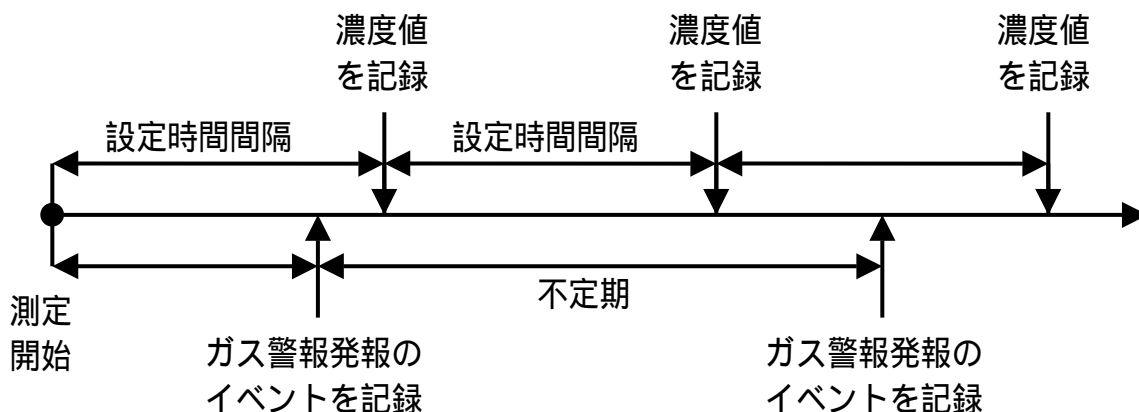 濃度値
を記録
濃度値
を記録
濃度値
を記録
設定時間間隔
設定時間間隔
不定期
測定
開始
ガス警報発報の
イベントを記録
ガス警報発報の
イベントを記録